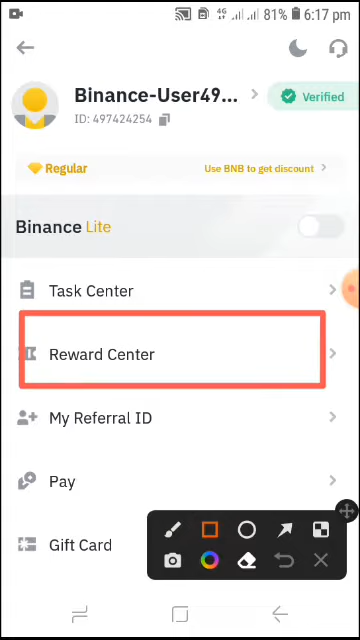 4G 81% 6:17 pm
Binance-User49... Verified
ID: 497424254
Regular Use BNB to get discount
Binance Lite
Task Center
Reward Center
My Referral ID
Pay
Gift Card